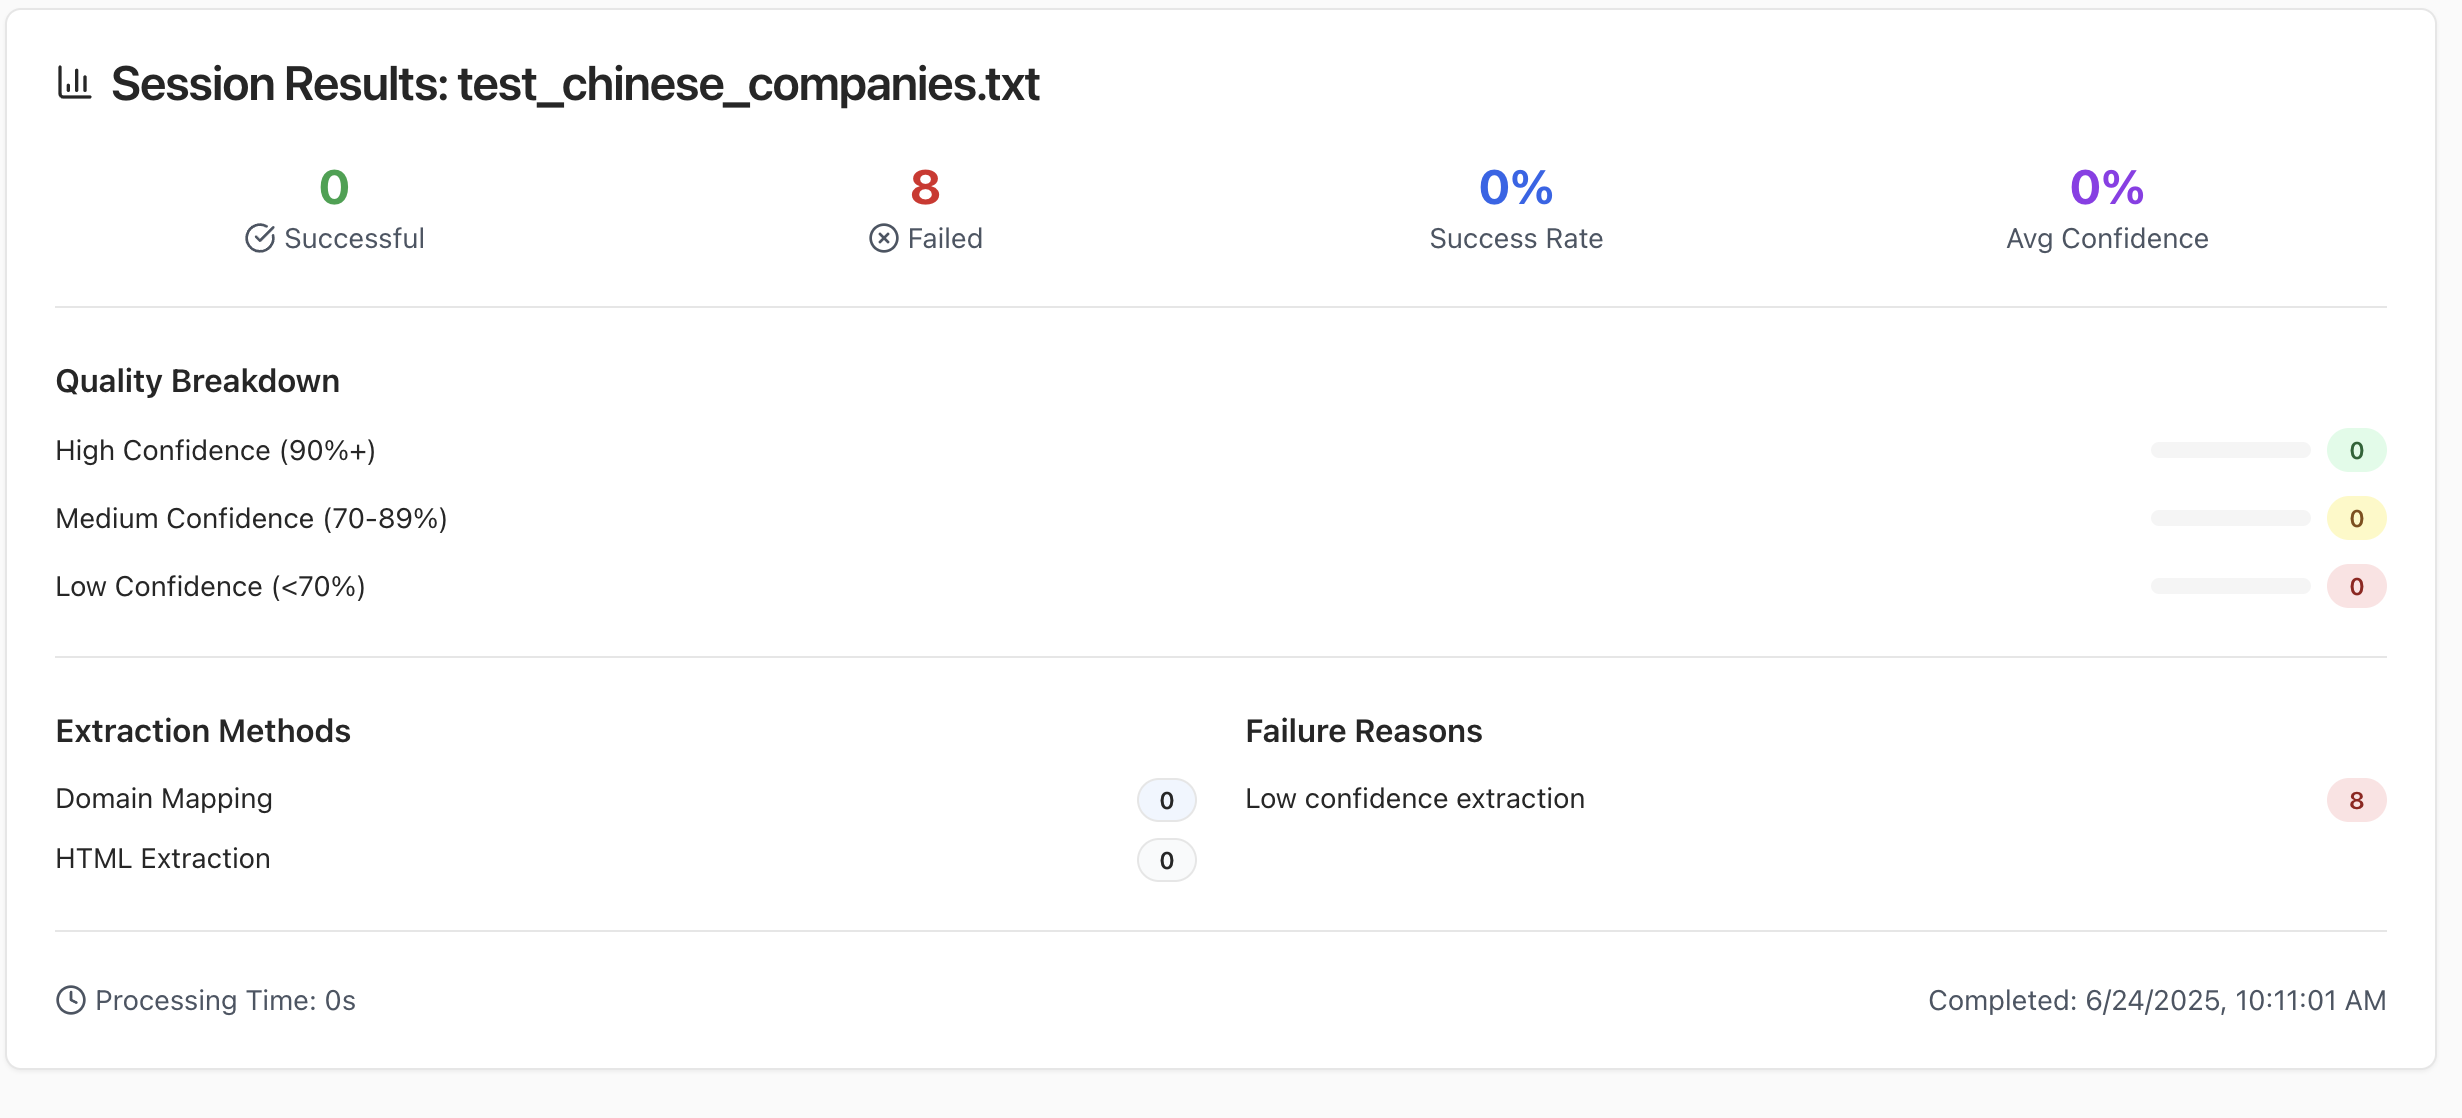 Session Results: test_chinese_companies.txt
0
8
0%
0%
Successful
Failed
Success Rate
Avg Confidence
Quality Breakdown
High Confidence (90%+)
0
Medium Confidence (70-89%)
0
Low Confidence (<70%)
0
Extraction Methods
Domain Mapping
0
HTML Extraction
0
Failure Reasons
Low confidence extraction
8
Processing Time: 0s
Completed: 6/24/2025, 10:11:01 AM